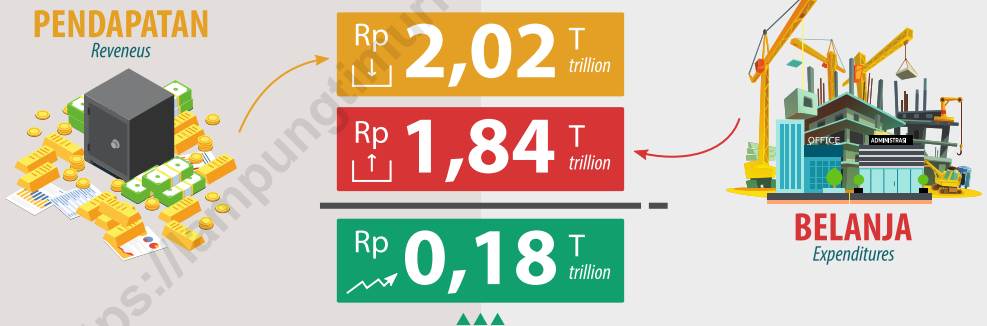 PENDAPATAN
Reveneus
Rp 2,02 T
trillion
Rp 1,84 T
trillion
Rp 0,18 T
trillion
OFFICE
ADMINISTRASI
BELANJA
Expenditures